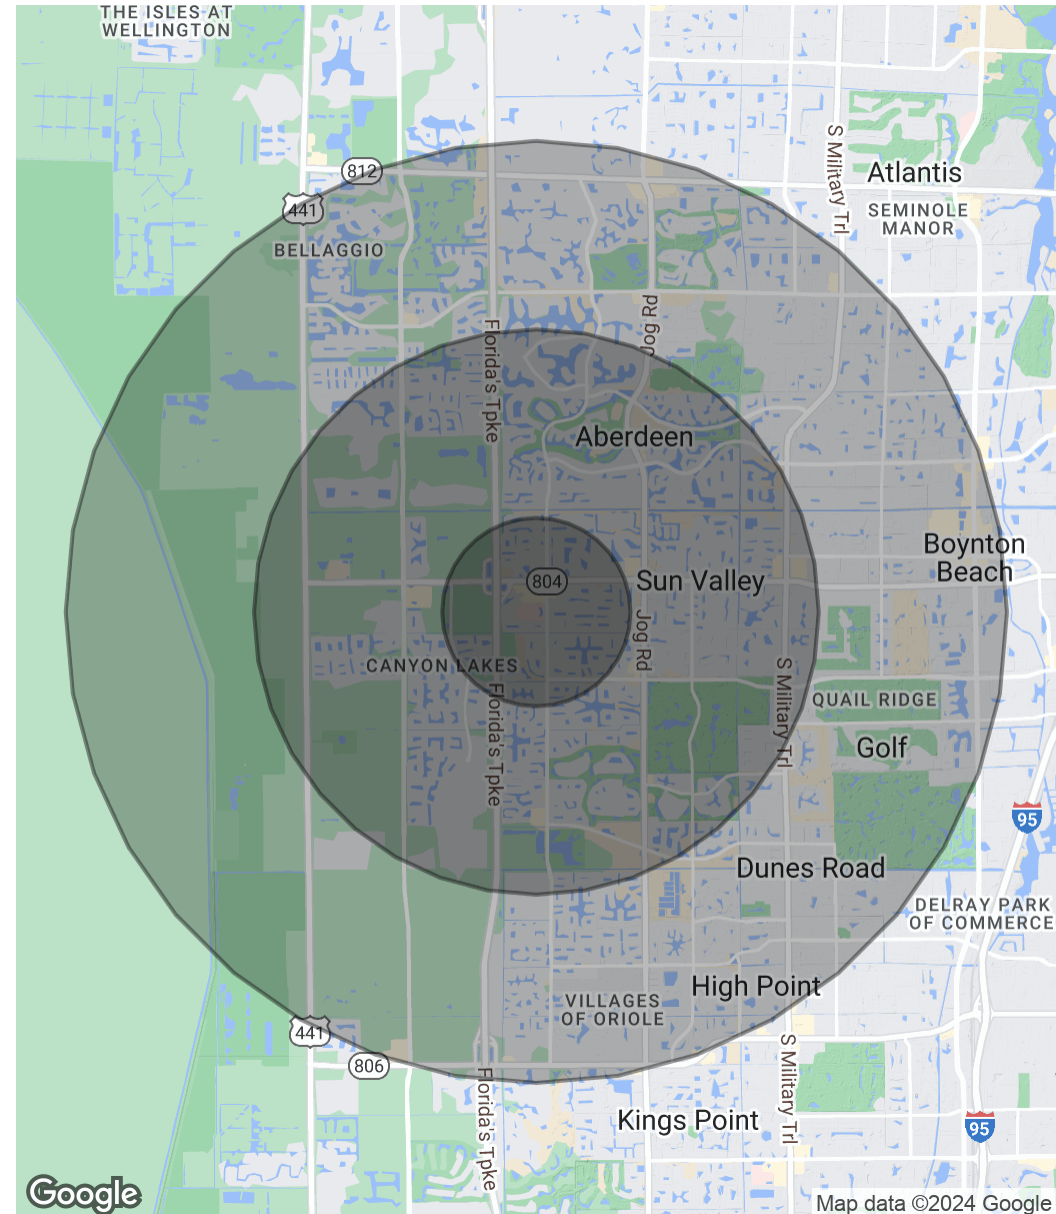 THE ISLES AT
WELLINGTON
S Military Trl
812
Atlantis
441
SEMINOLE
MANOR
BELLAGGIO
Jog Rd
Florida's Tpke
Aberdeen
Boynton
Beach
804
Sun Valley
Jog Rd
CANYON LAKES
S Military Trl
Florida's Tpke
QUAIL RIDGE
Golf
95
Dunes Road
DELRAY PARK
OF COMMERCE
High Point
VILLAGES
OF ORIOLE
441
S Military Trl
806
Florida's Tpke
Kings Point
95
Google
Map data ©2024 Google